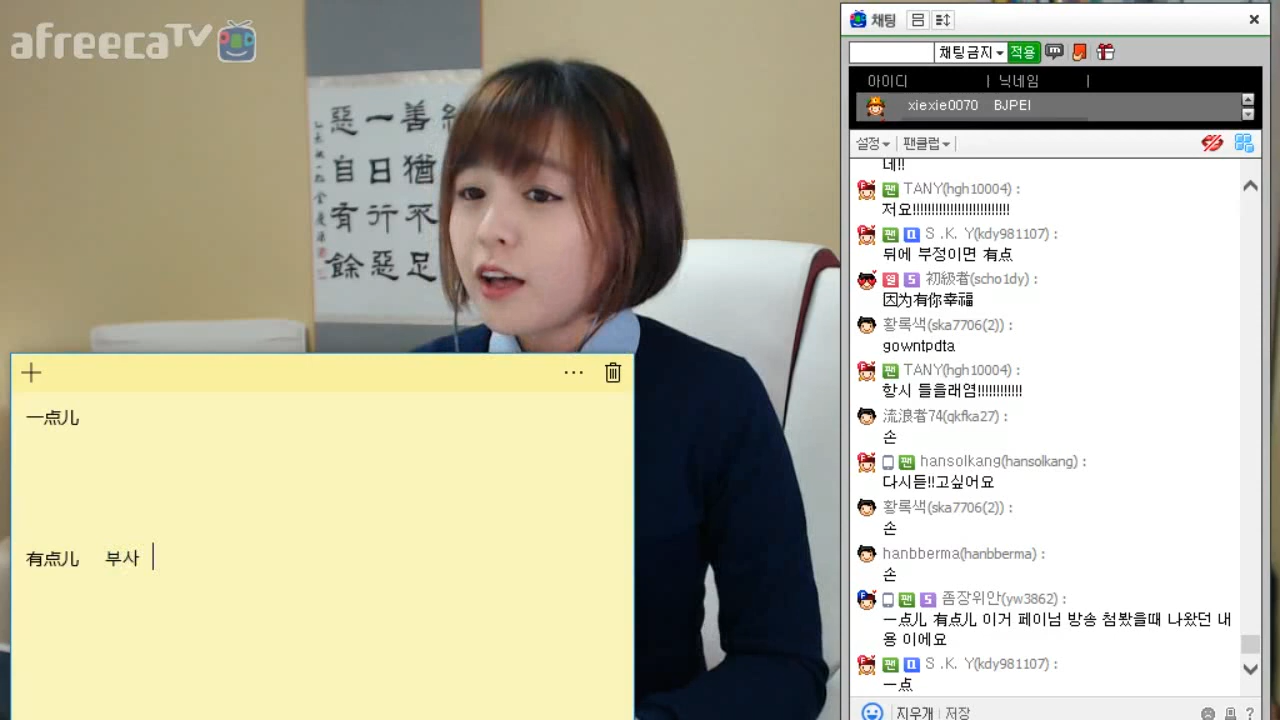 afreecaTV
惡一善
自日猶
有行不
餘惡足
一点儿
有点儿 부사
채팅
채팅금지 적용
아이디 | 닉네임 |
xiexie0070 BJPEI
설정 | 팬클럽 |
네!!
TANY(hgh10004) :
저요!!!!!!!!!!!!!!!!!!!!!!!!!!
팬 S .K. Y(kdy981107) :
뒤에 부정이면 有点
열 S 初級者(scho1dy) :
因为有你幸福
황록색(ska7706(2)) :
gowntpdta
팬 TANY(hgh10004) :
항시 들을래염!!!!!!!!!!!!
流浪者74(qkfka27) :
손
팬 hansolkang(hansolkang) :
다시듣!!고싶어요
황록색(ska7706(2)) :
손
hanbberma(hanbberma) :
손
팬 S 좀장위안(yw3862) :
一点儿 有点儿 이거 페이님 방송 첨봤을때 나왔던 내
용 이에요
팬 S .K. Y(kdy981107) :
一点
지우개 | 저장